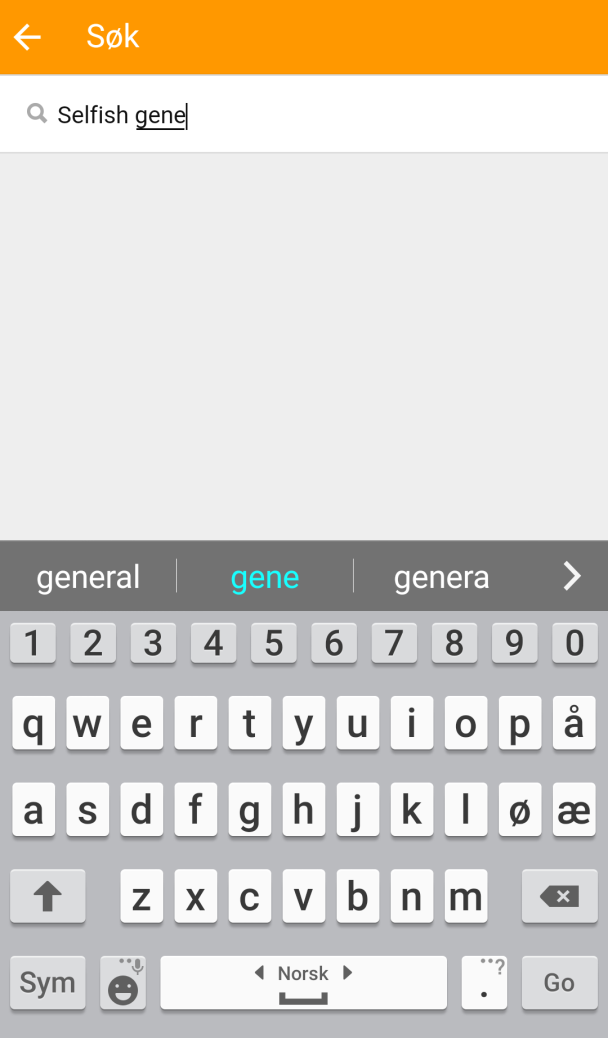 Søk
Selfish gene
general gene genera
1 2 3 4 5 6 7 8 9 0
q w e r t y u i o p å
a s d f g h j k l ø æ
z x c v b n m
Sym Norsk . ? Go